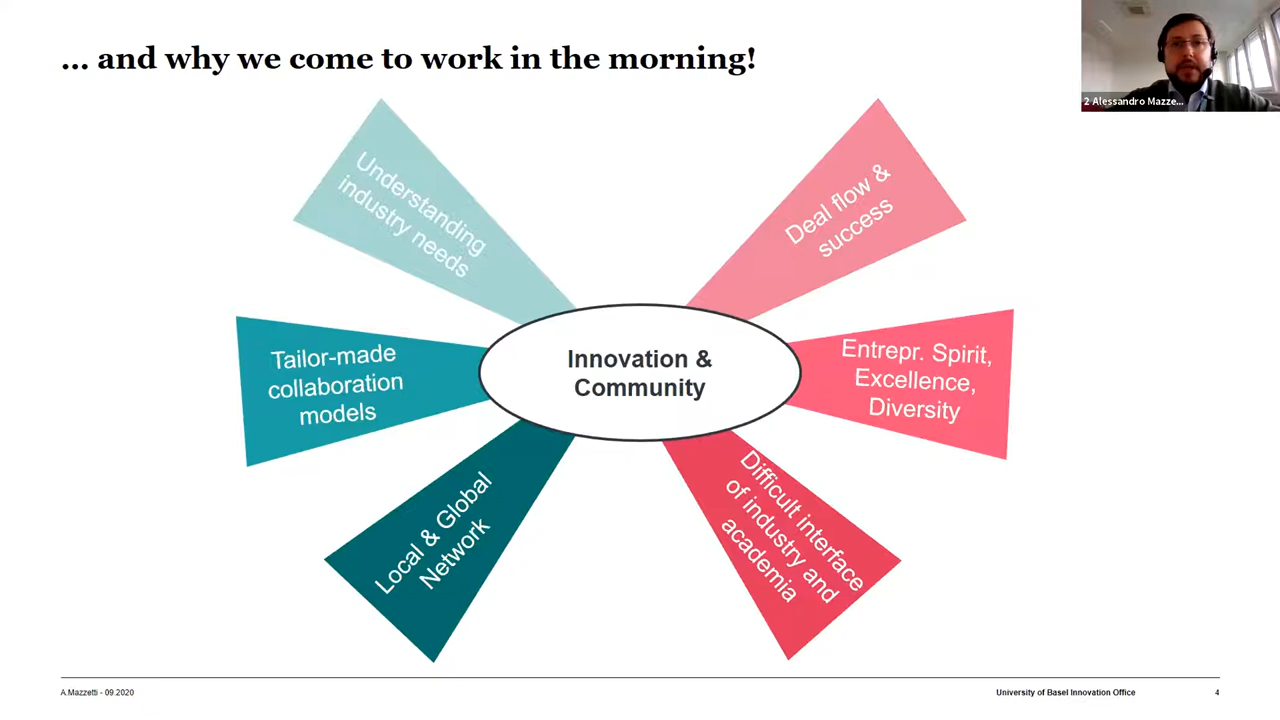 ... and why we come to work in the morning!
2 Alessandro Mazze...
Understanding
industry needs
Deal flow &
success
Tailor-made
collaboration
models
Innovation &
Community
Entrepr. Spirit,
Excellence,
Diversity
Local & Global
Network
Difficult interface
of industry and
academia
A.Mazzetti - 09.2020
University of Basel Innovation Office
4